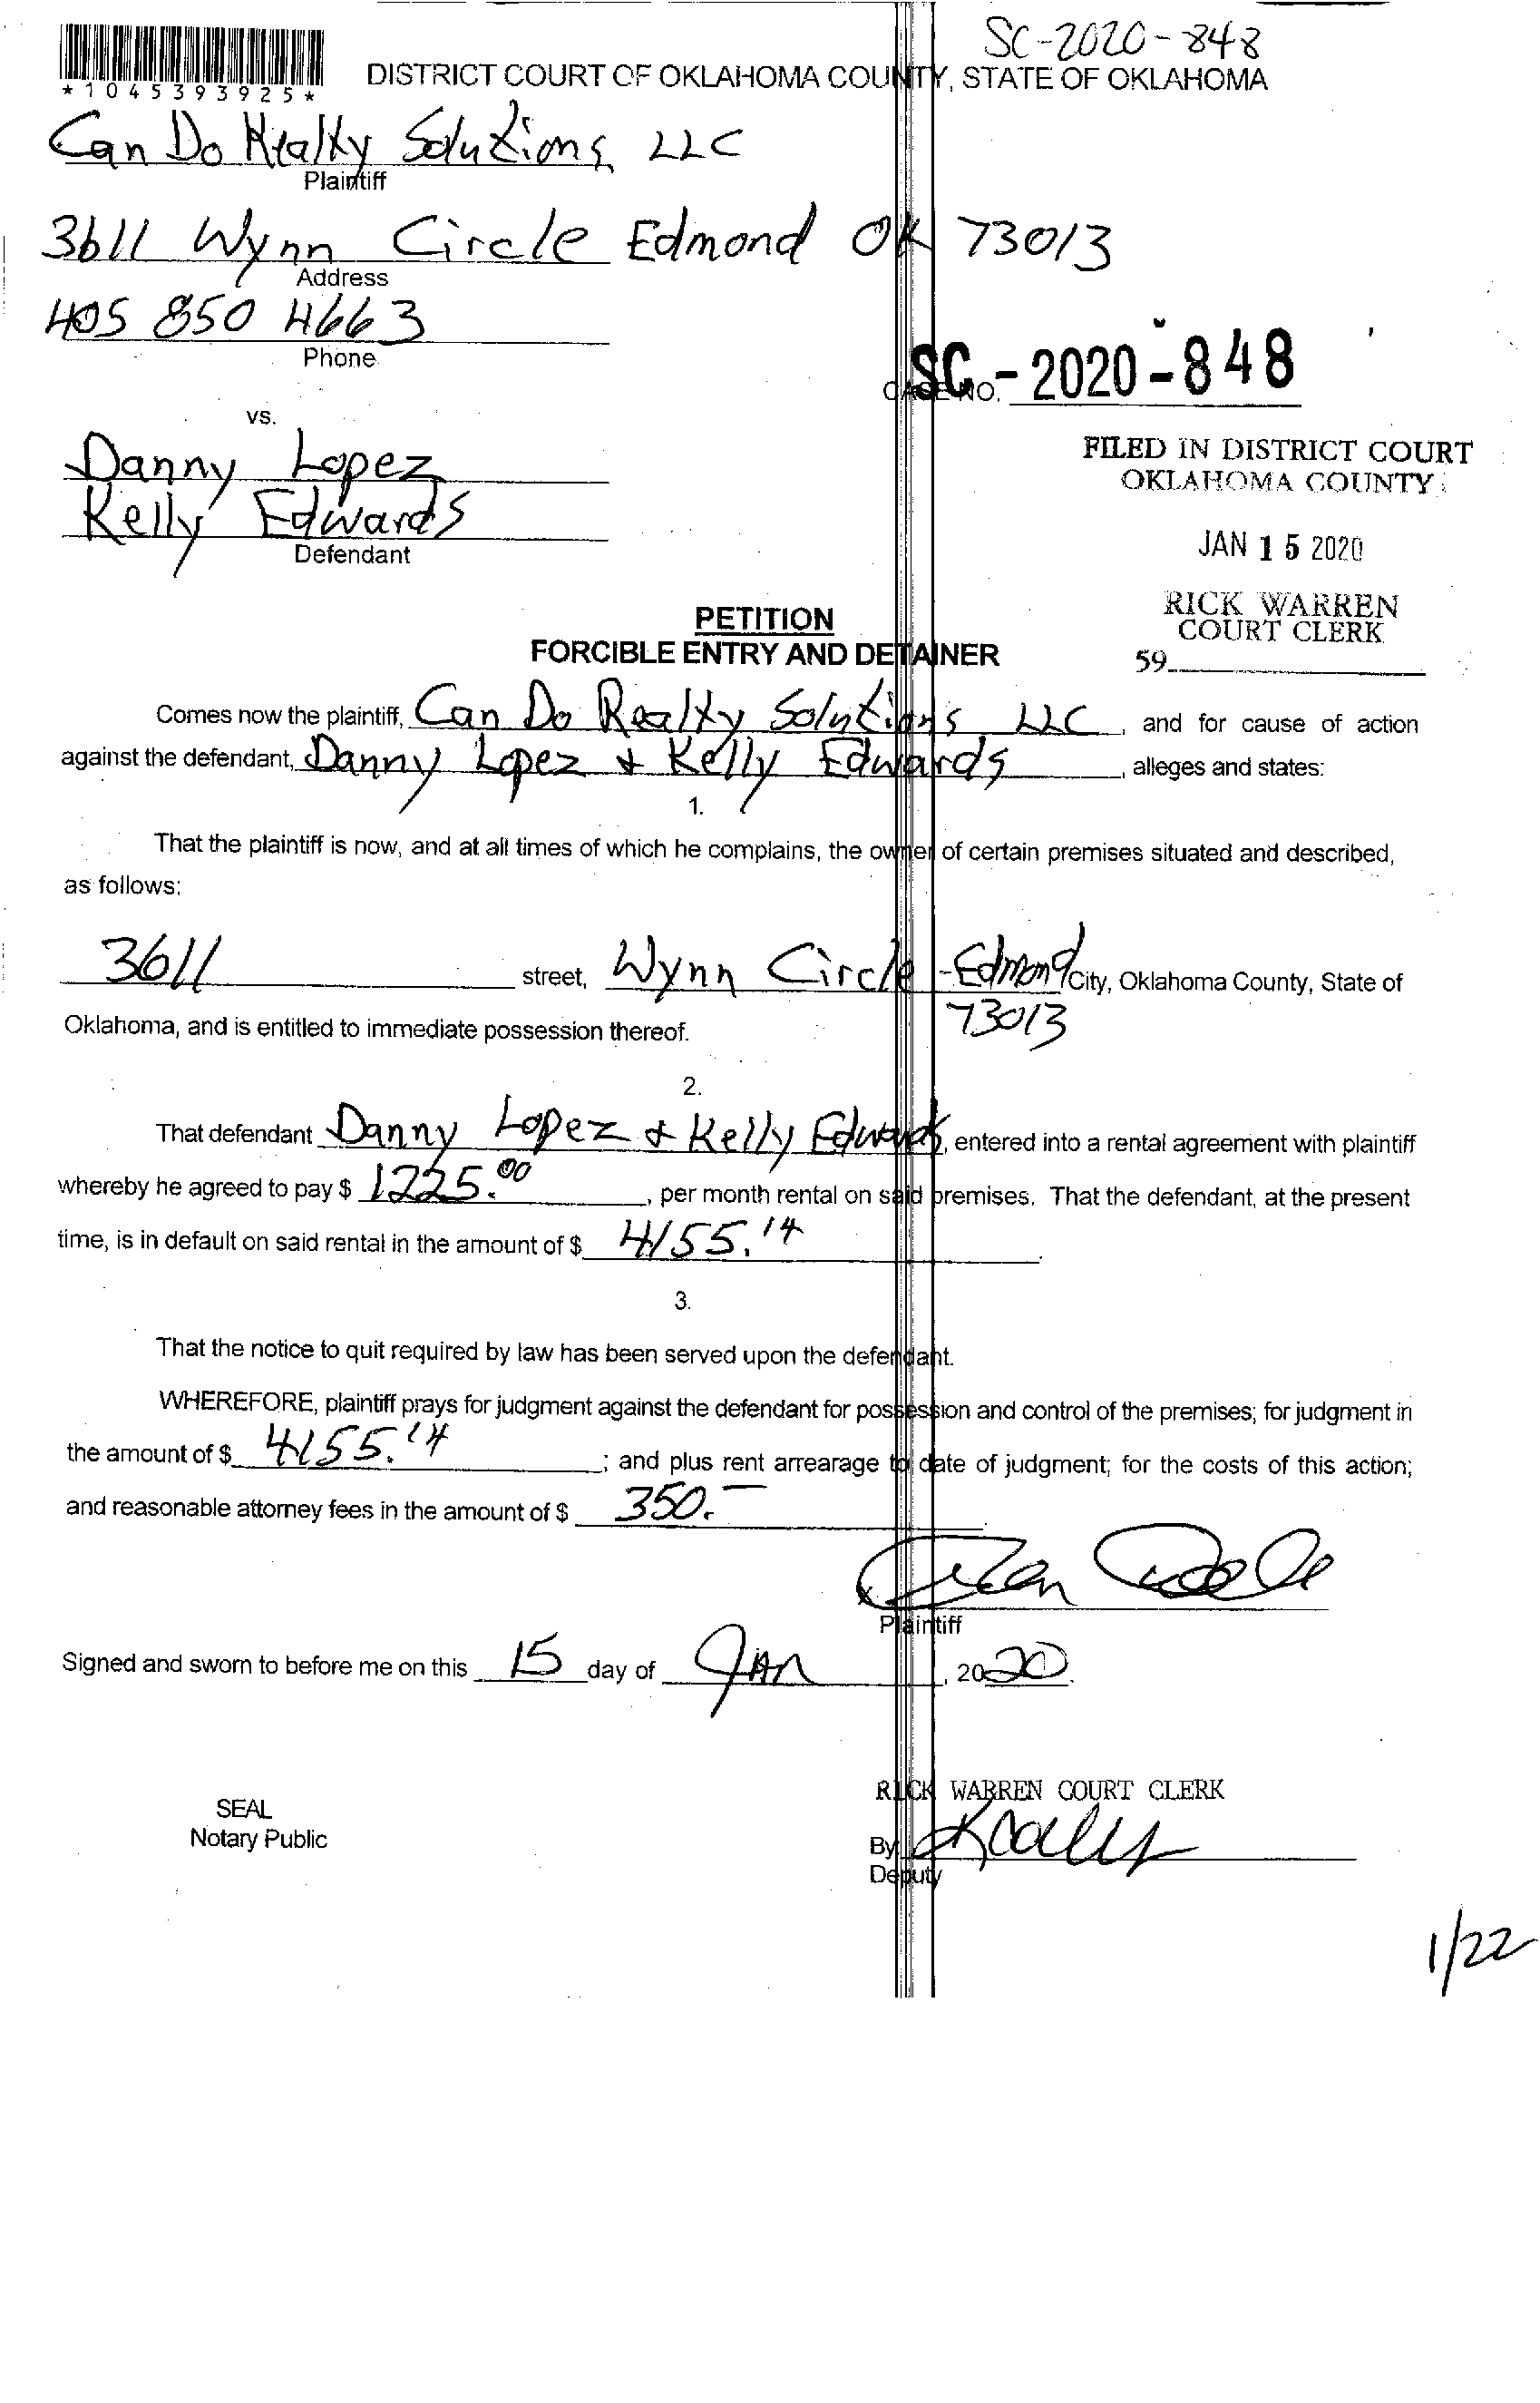 SC-2020-848
*1045393925*
DISTRICT COURT OF OKLAHOMA COUNTY, STATE OF OKLAHOMA
Can Do Realty Solutions LLC
Plaintiff
3611 Wynn Circle Edmond OK 73013
Address
405 850 4663
Phone
SC-2020-848
CASE NO.
vs.
Danny Lopez
Kelly Edwards
Defendant
FILED IN DISTRICT COURT
OKLAHOMA COUNTY
JAN 15 2020
RICK WARREN
COURT CLERK
59
PETITION
FORCIBLE ENTRY AND DETAINER
Comes now the plaintiff, Can Do Realty Solutions LLC, and for cause of action
against the defendant, Danny Lopez + Kelly Edwards, alleges and states:
1.
That the plaintiff is now, and at all times of which he complains, the owner of certain premises situated and described,
as follows:
3611 street, Wynn Circle - Edmond City, Oklahoma County, State of
73013
Oklahoma, and is entitled to immediate possession thereof.
2.
That defendant Danny Lopez + Kelly Edwards, entered into a rental agreement with plaintiff
whereby he agreed to pay $ 1225.00, per month rental on said premises. That the defendant, at the present
time, is in default on said rental in the amount of $ 4155.14.
3.
That the notice to quit required by law has been served upon the defendant.
WHEREFORE, plaintiff prays for judgment against the defendant for possession and control of the premises; for judgment in
the amount of $ 4155.14; and plus rent arrearage to date of judgment; for the costs of this action;
and reasonable attorney fees in the amount of $ 350.-
x
Plaintiff
Signed and sworn to before me on this 15 day of Jan, 2020.
RICK WARREN COURT CLERK
SEAL
Notary Public
By
Deputy
1/22